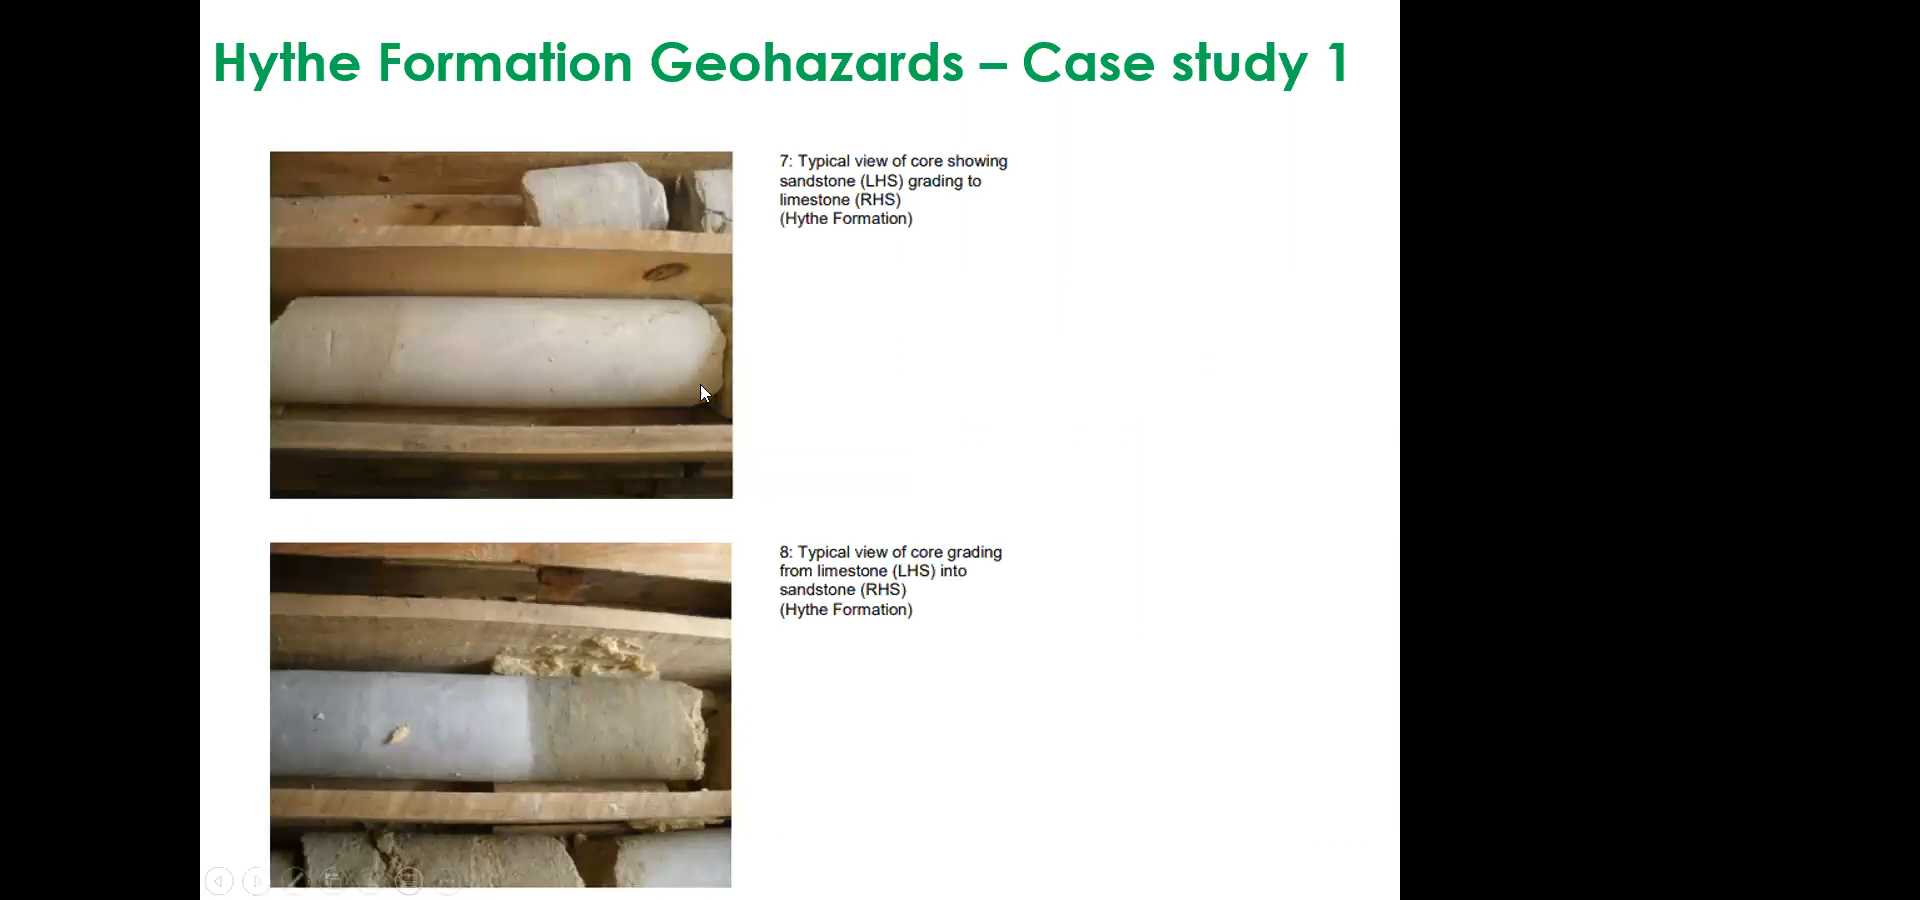 Hythe Formation Geohazards – Case study 1
7: Typical view of core showing
sandstone (LHS) grading to
limestone (RHS)
(Hythe Formation)
8: Typical view of core grading
from limestone (LHS) into
sandstone (RHS)
(Hythe Formation)